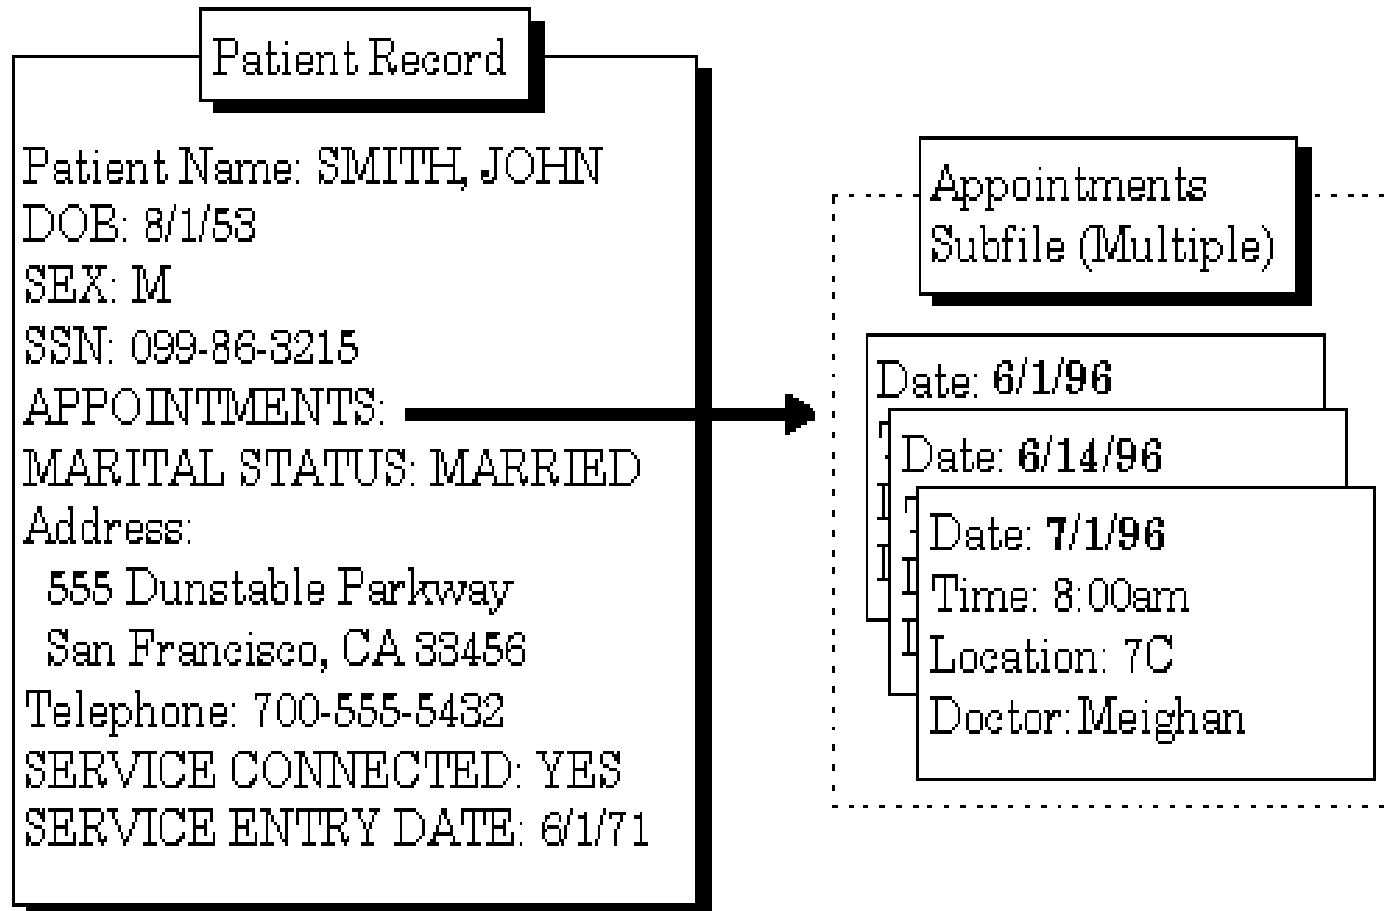 Patient Record
Patient Name: SMITH, JOHN
DOB: 8/1/53
SEX: M
SSN: 099-86-3215
APPOINTMENTS:
MARITAL STATUS: MARRIED
Address:
555 Dunstable Parkway
San Francisco, CA 33456
Telephone: 700-555-5432
SERVICE CONNECTED: YES
SERVICE ENTRY DATE: 6/1/71
Appointments
Subfile (Multiple)
Date: 6/1/96
Date: 6/14/96
Date: 7/1/96
Time: 8:00am
Location: 7C
Doctor: Meighan